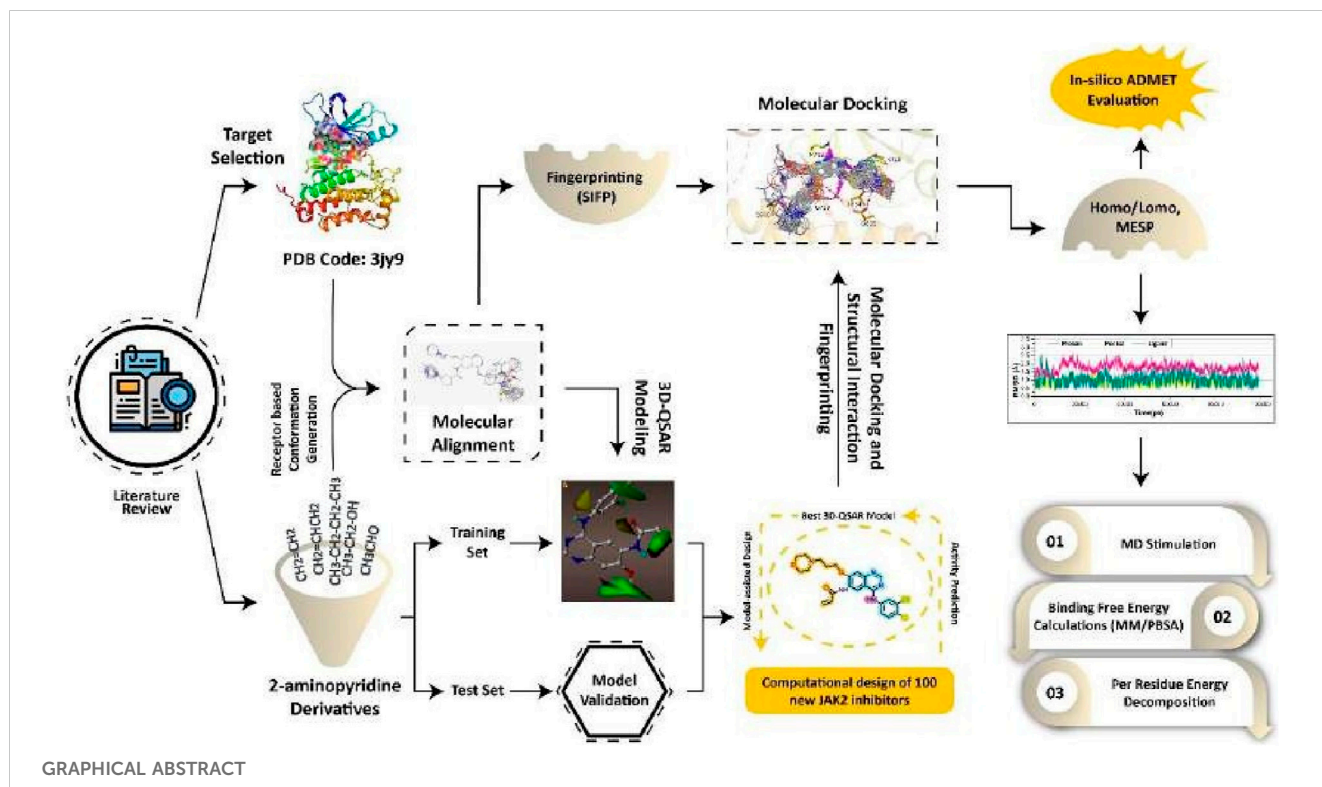 Target
Selection
PDB Code: 3jy9
Literature
Review
Receptor based
Conformation
Generation
CH2=CH2
CH2=CHCH2
CH3-CH2-CH2-CH3
CH3-CH2-OH
CH3CHO
2-aminopyridine
Derivatives
Molecular
Alignment
Fingerprinting
(SIFP)
3D-QSAR
Modeling
Training
Set
Test Set
Model
Validation
Molecular Docking
Molecular Docking and
Structural Interaction
Fingerprinting
Best 3D-QSAR Model
Model-assisted Design
Activity Prediction
Computational design of 100
new JAK2 inhibitors
In-silico ADMET
Evaluation
Homo/Lomo,
MESP
Time(ps)
01
MD Stimulation
Binding Free Energy
Calculations (MM/PBSA)
02
03
Per Residue Energy
Decomposition
GRAPHICAL ABSTRACT